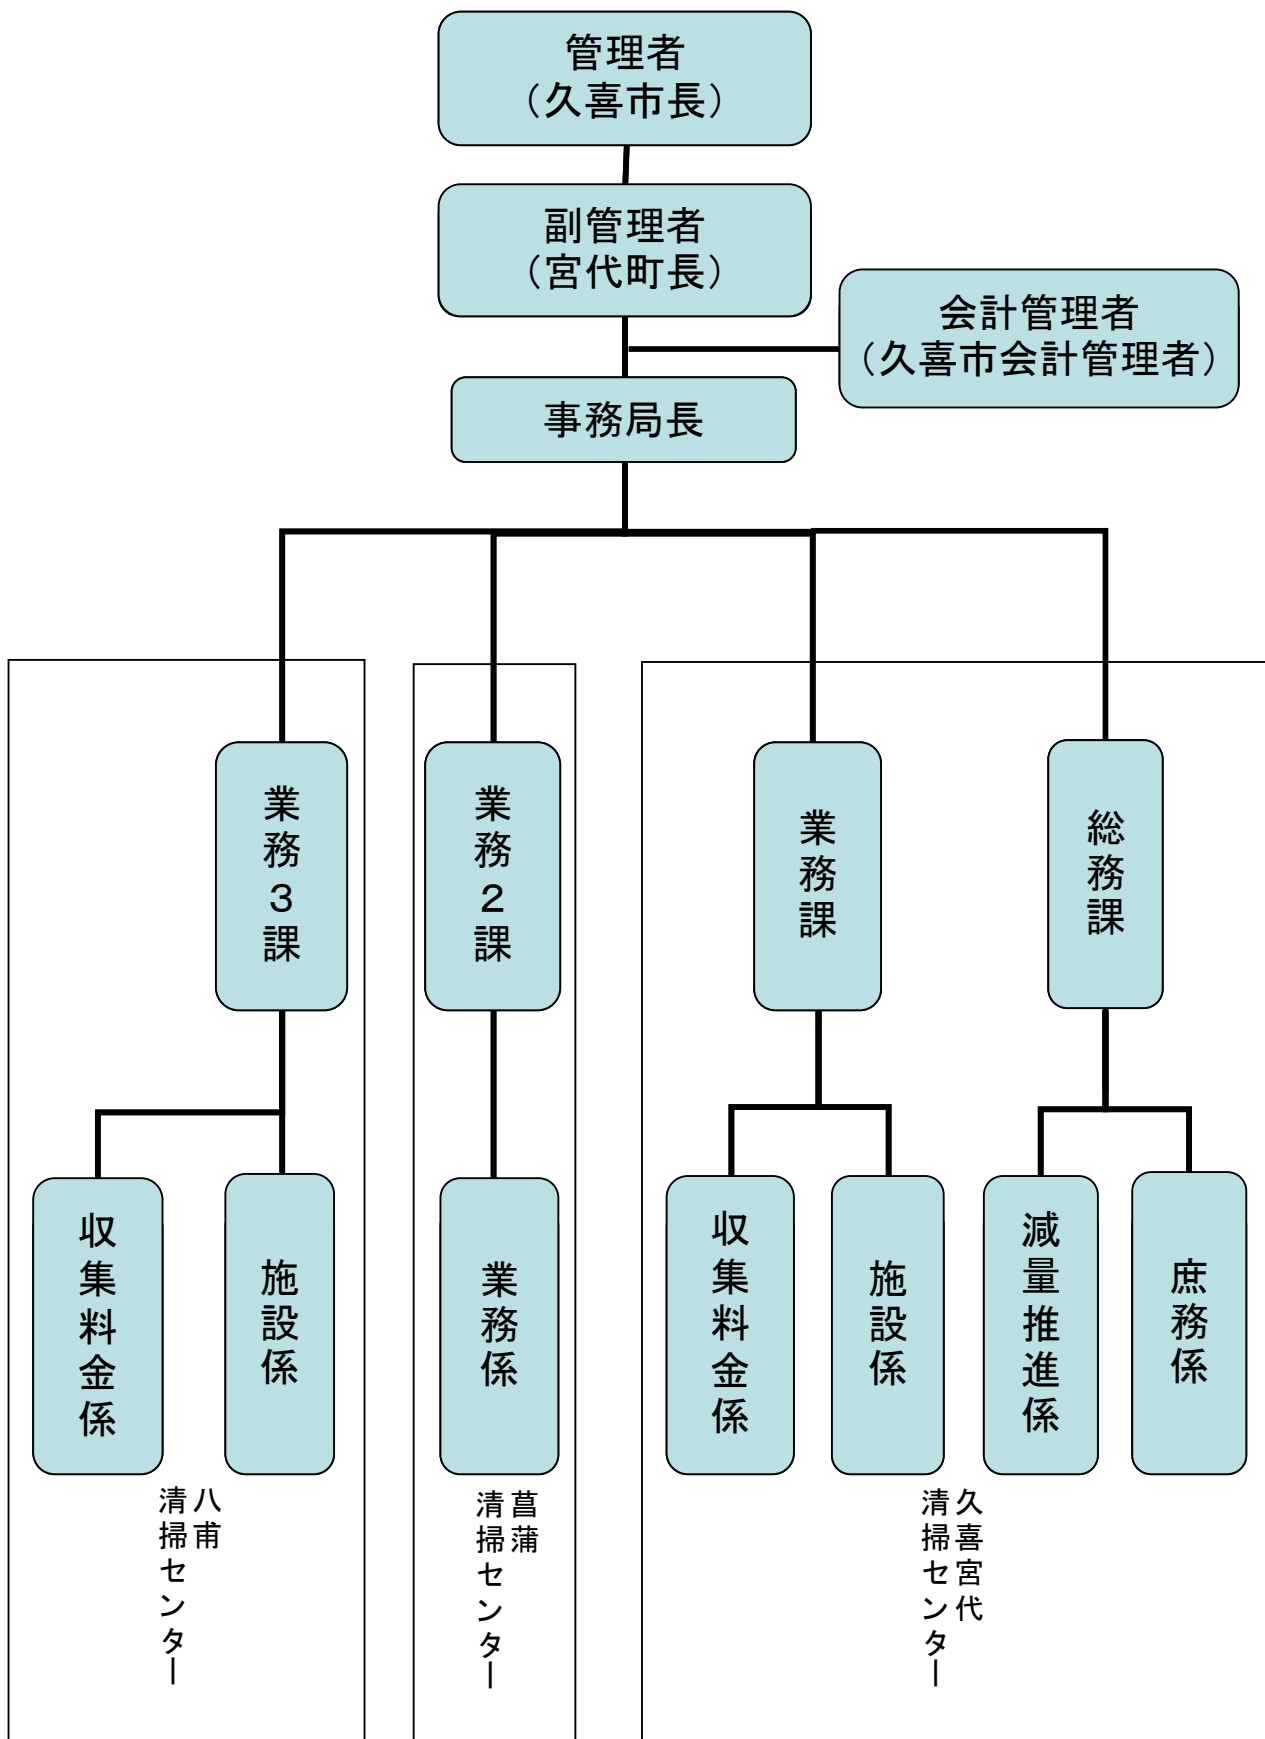 管理者
（久喜市長）
副管理者
（宮代町長）
会計管理者
（久喜市会計管理者）
事務局長
業務3課
業務2課
業務課
総務課
収集料金係
施設係
業務係
収集料金係
施設係
減量推進係
庶務係
八甫
清掃センター
菖蒲
清掃センター
久喜宮代
清掃センター